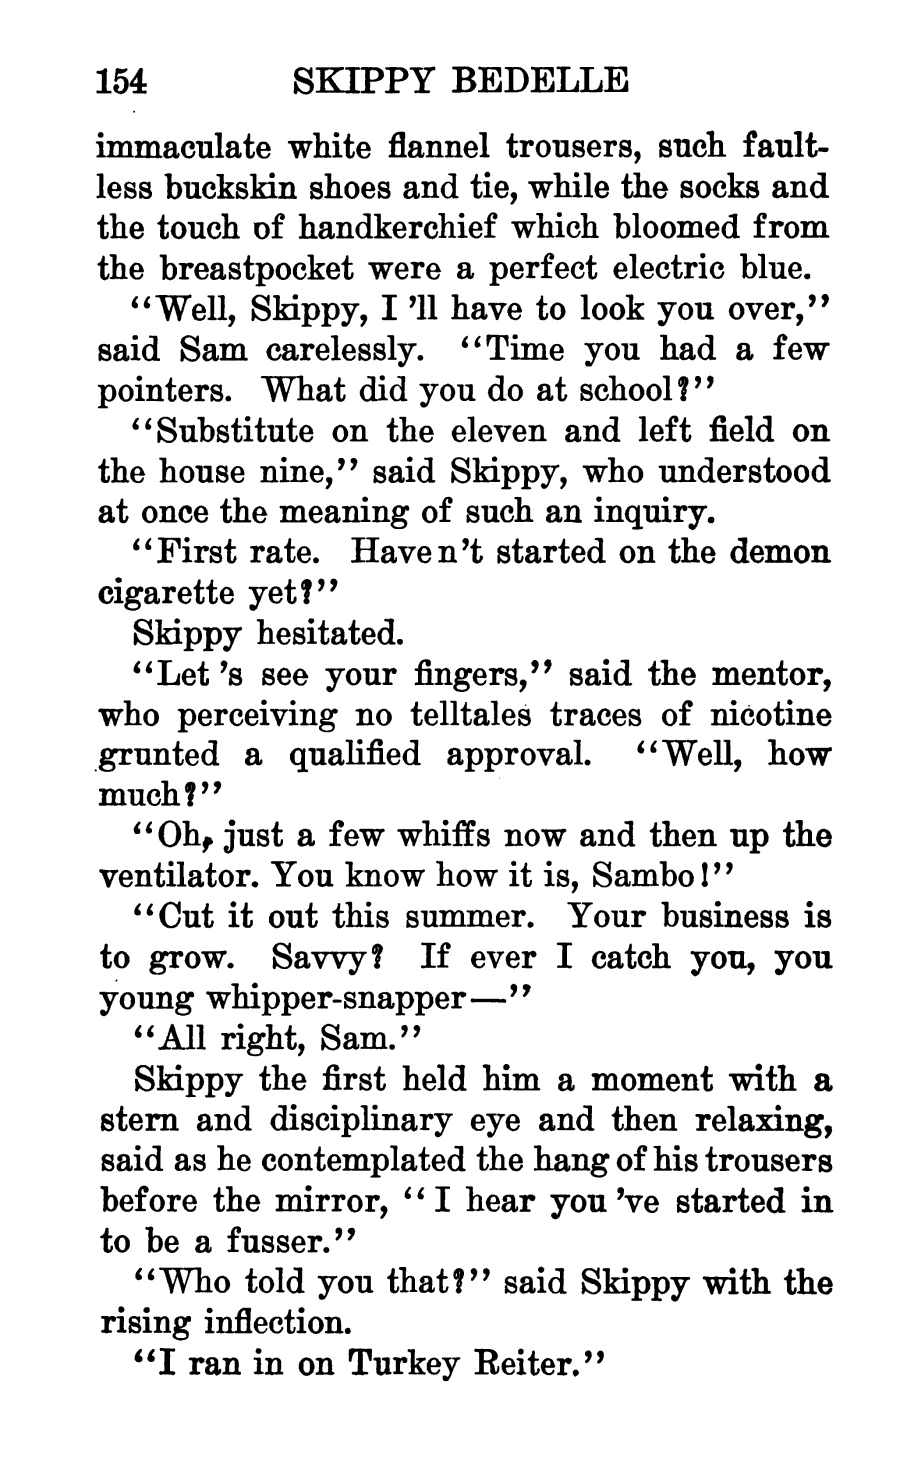 154 SKIPPY BEDELLE
immaculate white flannel trousers, such fault-
less buckskin shoes and tie, while the socks and
the touch of handkerchief which bloomed from
the breastpocket were a perfect electric blue.
“Well, Skippy, I ’ll have to look you over,”
said Sam carelessly. “Time you had a few
pointers. What did you do at school?”
“Substitute on the eleven and left field on
the house nine,” said Skippy, who understood
at once the meaning of such an inquiry.
“First rate. Haven’t started on the demon
cigarette yet?”
Skippy hesitated.
“Let ’s see your fingers,” said the mentor,
who perceiving no telltales traces of nicotine
grunted a qualified approval. “Well, how
much?”
“Oh, just a few whiffs now and then up the
ventilator. You know how it is, Sambo!”
“Cut it out this summer. Your business is
to grow. Savvy? If ever I catch you, you
young whipper-snapper—”
“All right, Sam.”
Skippy the first held him a moment with a
stern and disciplinary eye and then relaxing,
said as he contemplated the hang of his trousers
before the mirror, “I hear you ’ve started in
to be a fusser.”
“Who told you that?” said Skippy with the
rising inflection.
“I ran in on Turkey Reiter.”